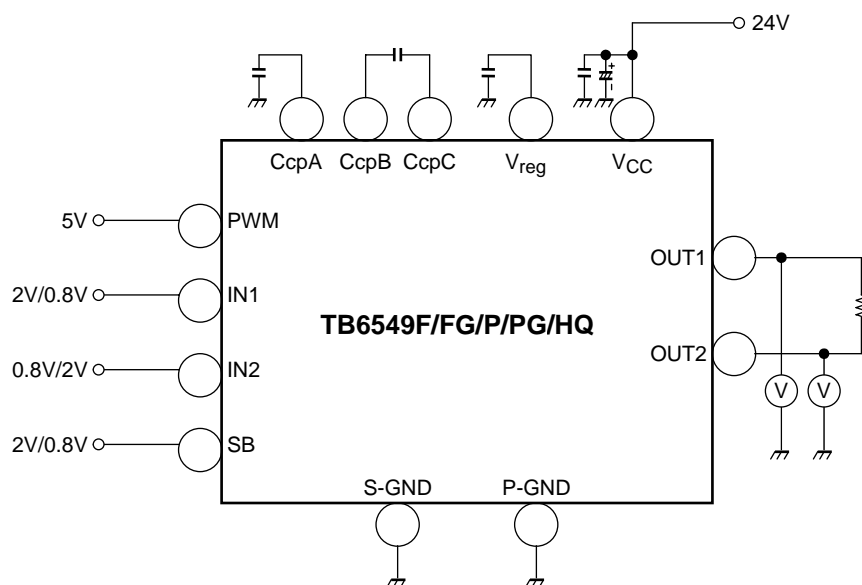 24V
+
−
CcpA CcpB CcpC Vreg VCC
5V PWM
OUT1
2V/0.8V IN1
TB6549F/FG/P/PG/HQ
OUT2
0.8V/2V IN2
V V
2V/0.8V SB
S-GND P-GND